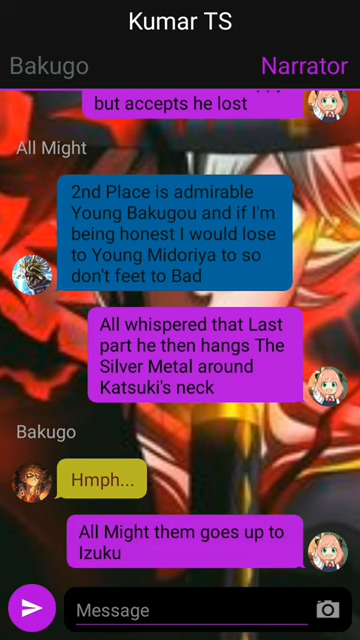 Kumar TS
Bakugo
Narrator
but accepts he lost
All Might
2nd Place is admirable
Young Bakugou and if I'm
being honest I would lose
to Young Midoriya to so
don't feet to Bad
All whispered that Last
part he then hangs The
Silver Metal around
Katsuki's neck
Bakugo
Hmph...
All Might them goes up to
Izuku
Message